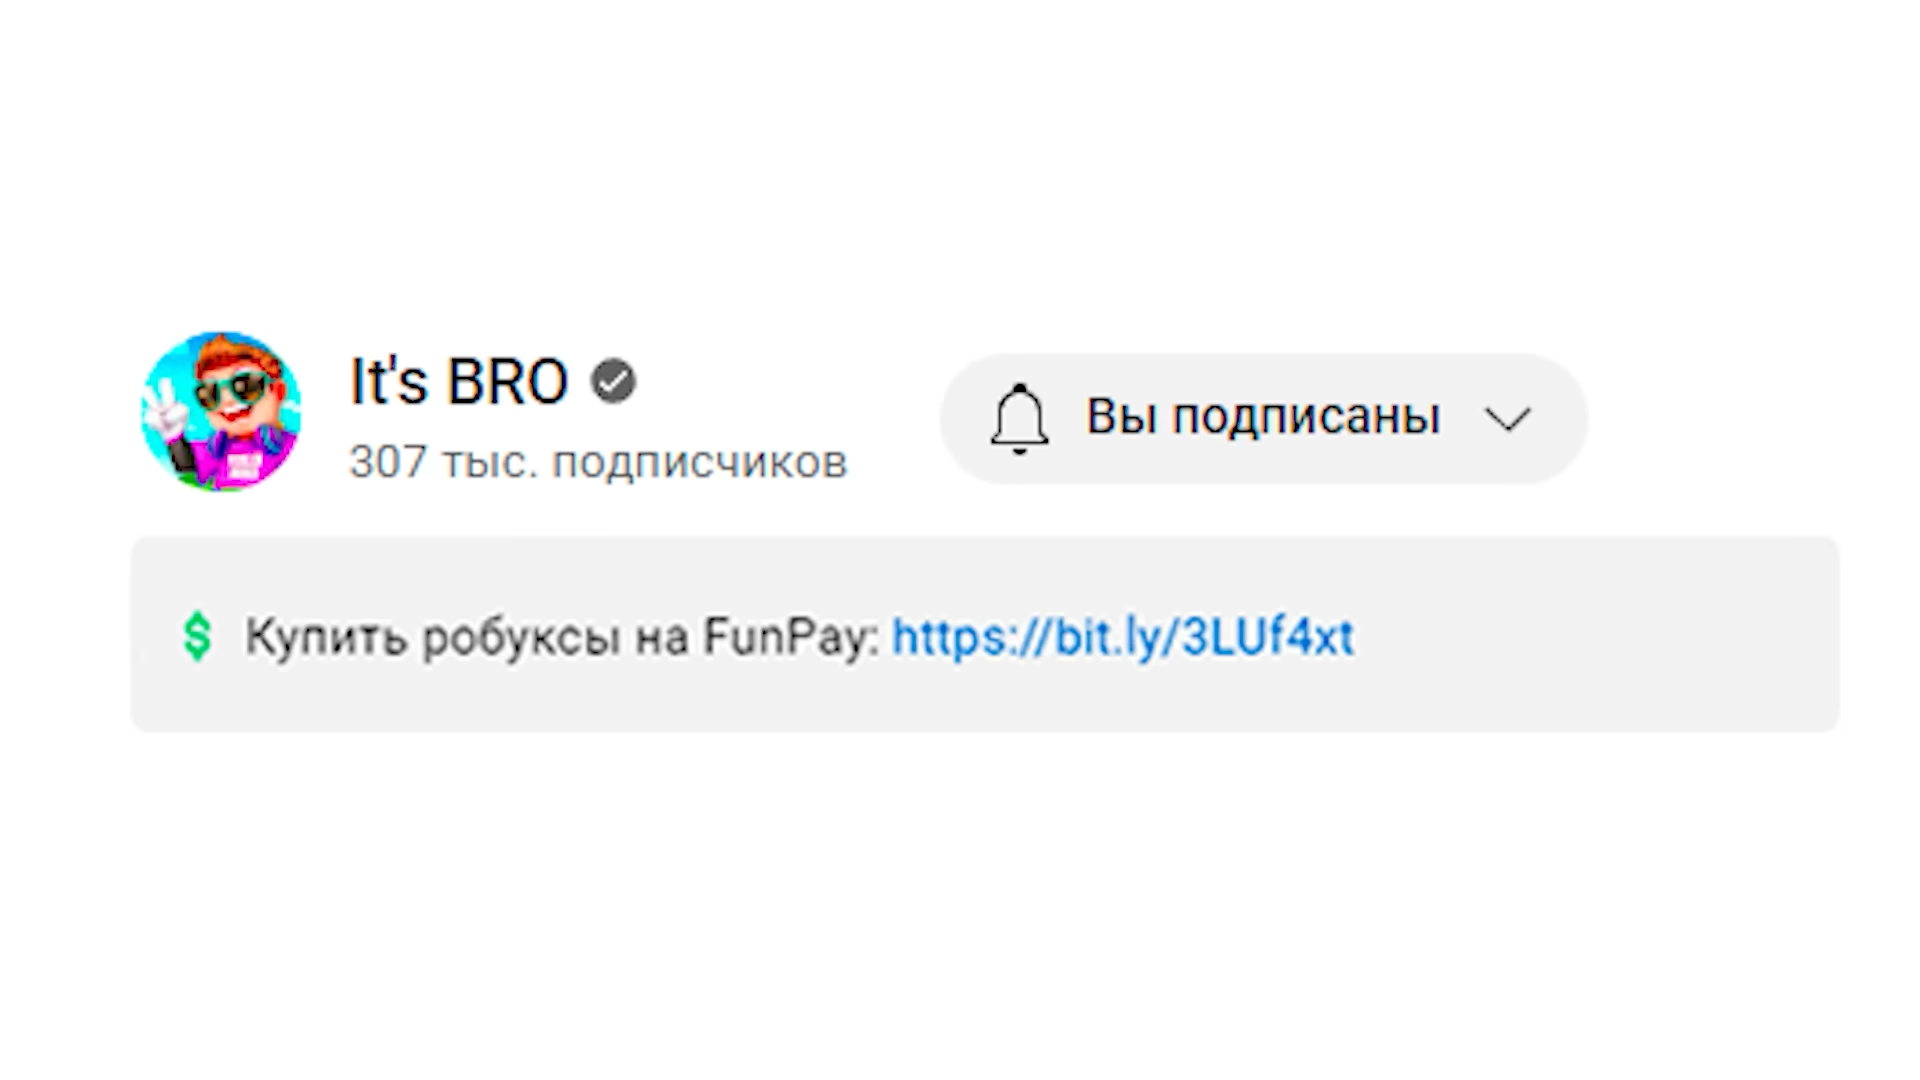 It's BRO
307 тыс. подписчиков
Вы подписаны
$ Купить робуксы на FunPay: https://bit.ly/3LUf4xt